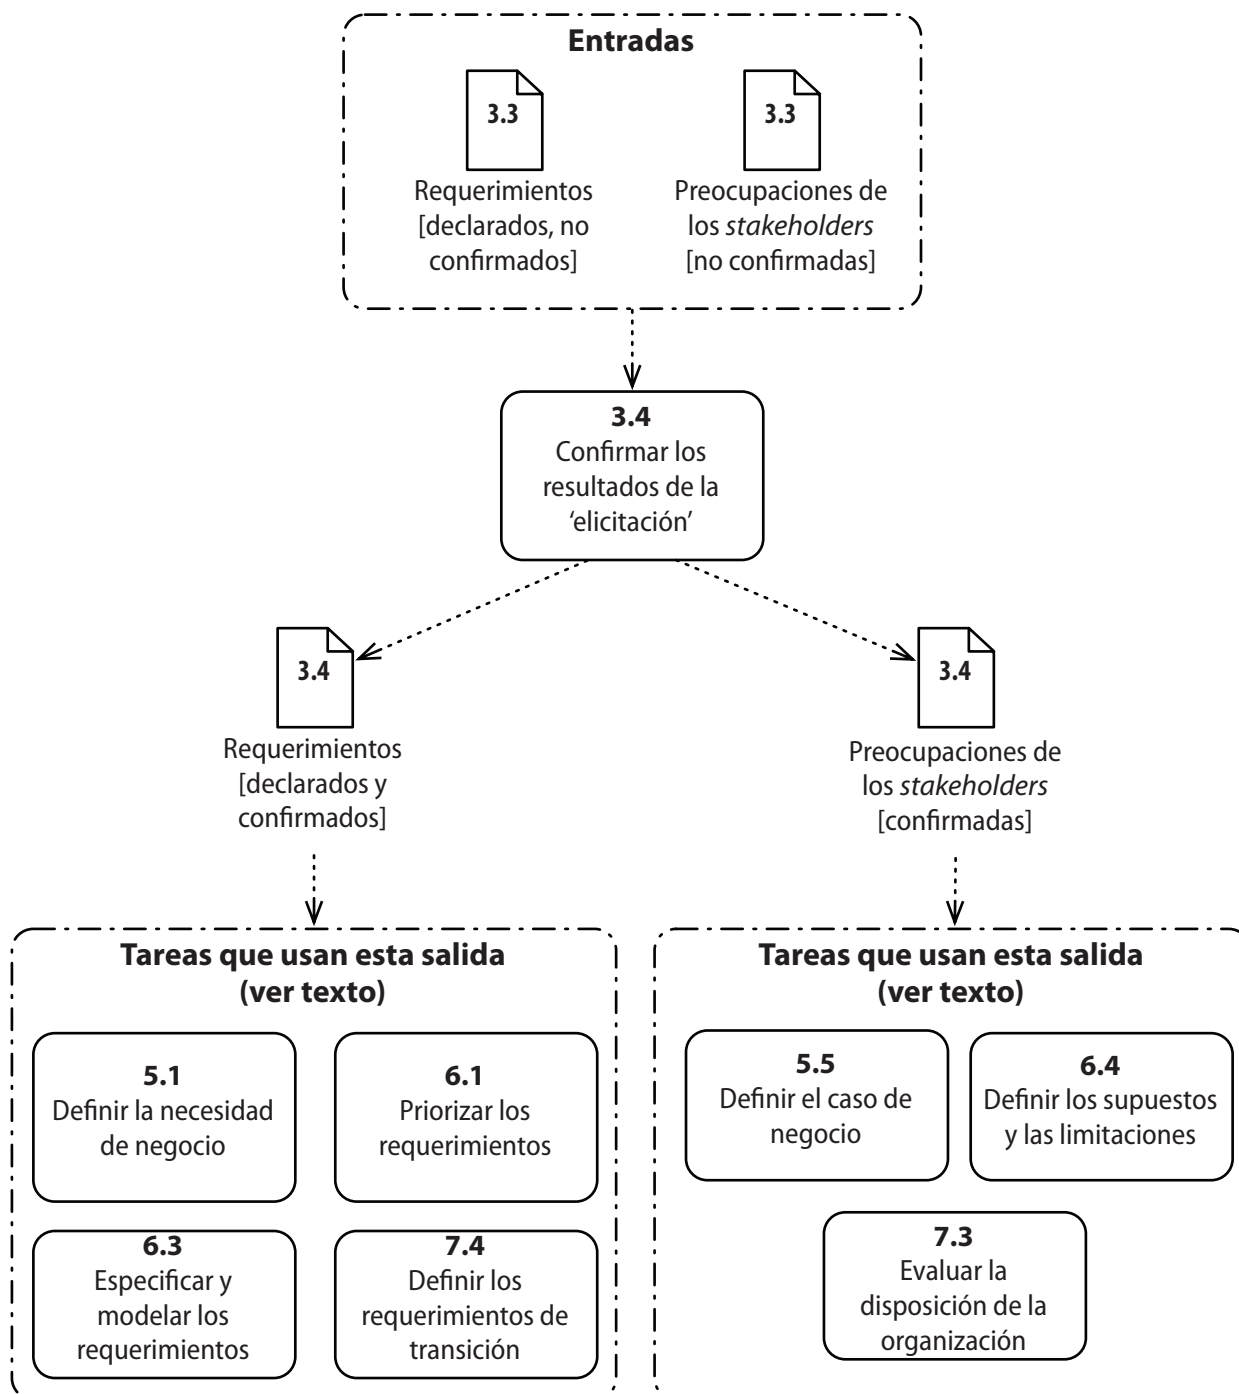 Entradas
3.3
Requerimientos
[declarados, no
confirmados]
3.3
Preocupaciones de
los stakeholders
[no confirmadas]
3.4
Confirmar los
resultados de la
‘elicitación’
3.4
Requerimientos
[declarados y
confirmados]
3.4
Preocupaciones de
los stakeholders
[confirmadas]
Tareas que usan esta salida
(ver texto)
5.1
Definir la necesidad
de negocio
6.1
Priorizar los
requerimientos
6.3
Especificar y
modelar los
requerimientos
7.4
Definir los
requerimientos de
transición
Tareas que usan esta salida
(ver texto)
5.5
Definir el caso de
negocio
6.4
Definir los supuestos
y las limitaciones
7.3
Evaluar la
disposición de la
organización